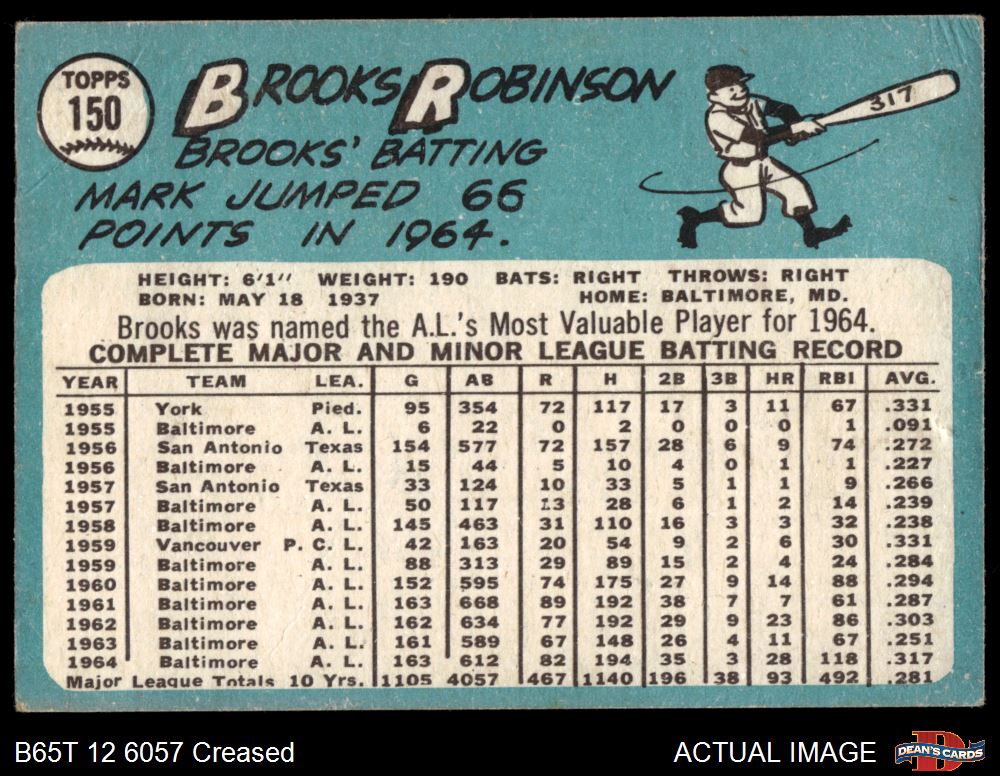 TOPPS
150
BROOKS ROBINSON
317
BROOKS' BATTING
MARK JUMPED 66
POINTS IN 1964.
HEIGHT: 6'1" WEIGHT: 190 BATS: RIGHT THROWS: RIGHT
BORN: MAY 18 1937 HOME: BALTIMORE, MD.
Brooks was named the A.L.'s Most Valuable Player for 1964.
COMPLETE MAJOR AND MINOR LEAGUE BATTING RECORD
YEAR TEAM LEA. G AB R H 2B 3B HR RBI AVG.
1955 York Pied. 95 354 72 117 17 3 11 67 .331
1955 Baltimore A. L. 6 22 0 2 0 0 0 1 .091
1956 San Antonio Texas 154 577 72 157 28 6 9 74 .272
1956 Baltimore A. L. 15 44 5 10 4 0 1 1 .227
1957 San Antonio Texas 33 124 10 33 5 1 1 9 .266
1957 Baltimore A. L. 50 117 13 28 6 1 2 14 .239
1958 Baltimore A. L. 145 463 31 110 16 3 3 32 .238
1959 Vancouver P. C. L. 42 163 20 54 9 2 6 30 .331
1959 Baltimore A. L. 88 313 29 89 15 2 4 24 .284
1960 Baltimore A. L. 152 595 74 175 27 9 14 88 .294
1961 Baltimore A. L. 163 668 89 192 38 7 7 61 .287
1962 Baltimore A. L. 162 634 77 192 29 9 23 86 .303
1963 Baltimore A. L. 161 589 67 148 26 4 11 67 .251
1964 Baltimore A. L. 163 612 82 194 35 3 28 118 .317
Major League Totals 10 Yrs. 1105 4057 467 1140 196 38 93 492 .281
B65T 12 6057 Creased
ACTUAL IMAGE
D
DEAN'S CARDS